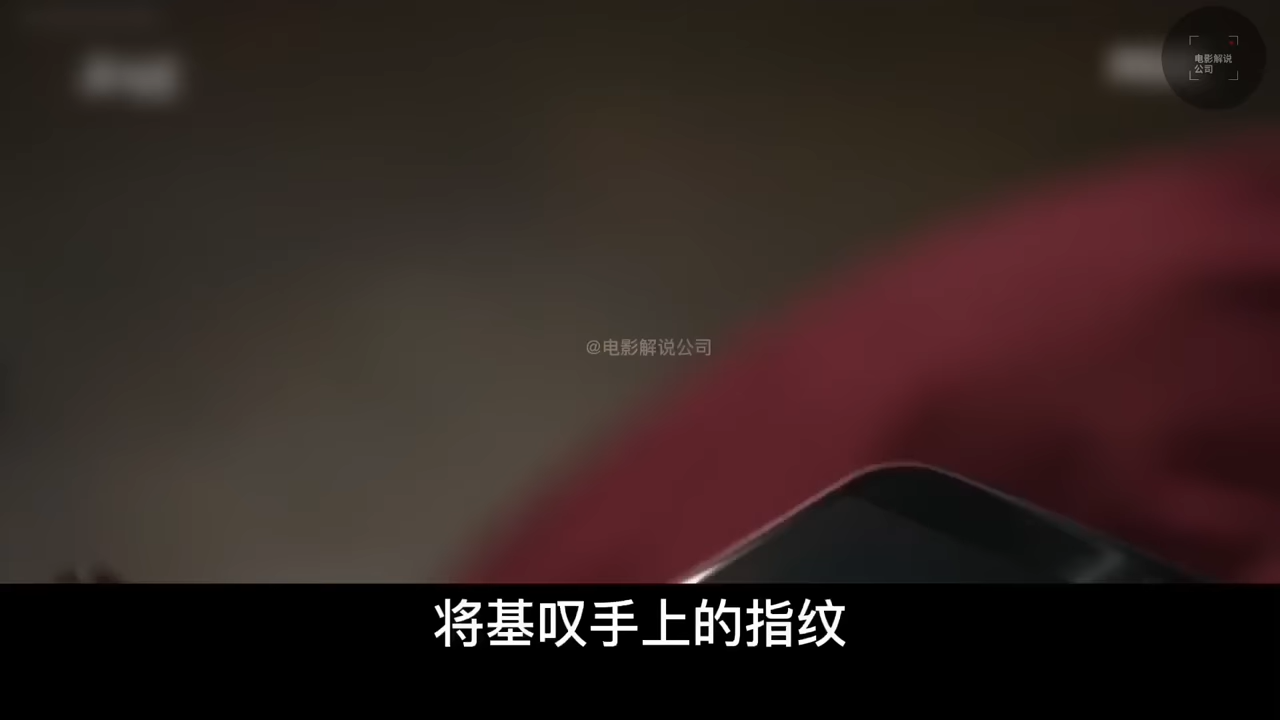 电影解说
公司
@电影解说公司
将基叹手上的指纹